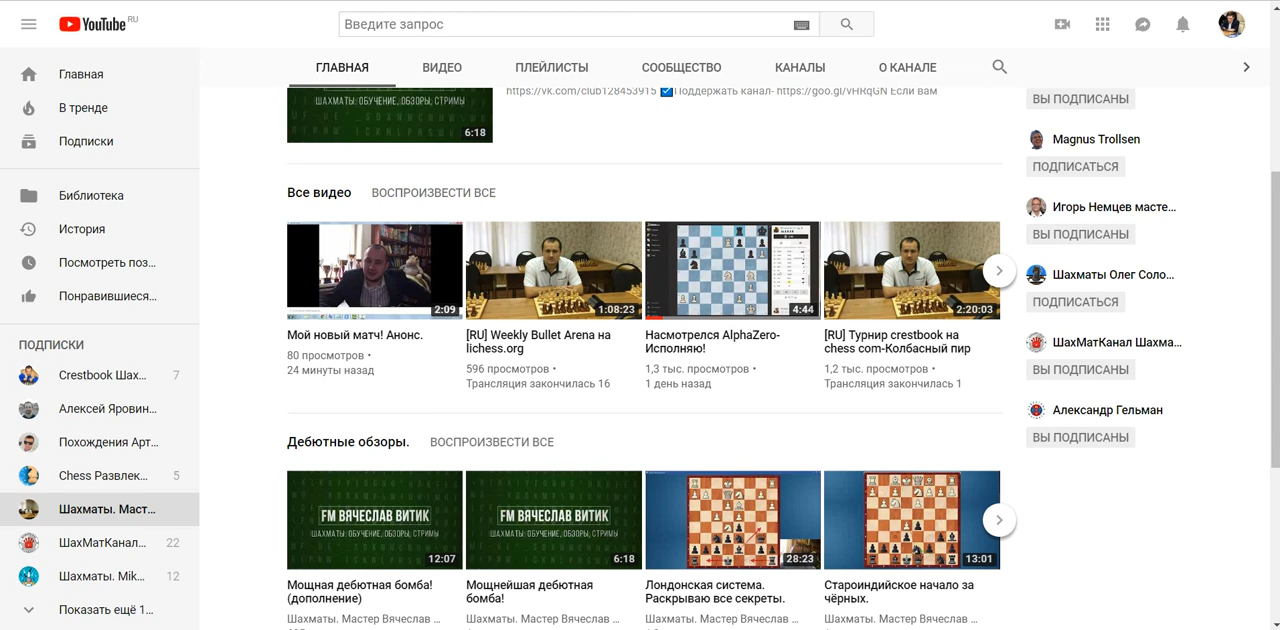 YouTube RU
Введите запрос
Главная
В тренде
Подписки
Библиотека
История
Посмотреть поз...
Понравившиеся...
ПОДПИСКИ
Crestbook Шах... 7
Алексей Яровин...
Похождения Арт...
Chess Развлек... 5
Шахматы. Маст...
ШахМатКанал... 22
Шахматы. Mik... 12
Показать ещё 1...
ГЛАВНАЯ ВИДЕО ПЛЕЙЛИСТЫ СООБЩЕСТВО КАНАЛЫ О КАНАЛЕ
ШАХМАТЫ: ОБУЧЕНИЕ, ОБЗОРЫ, СТРИМЫ
6:18
https://vk.com/club128453915 Поддержать канал- https://goo.gl/vHRqGN Если вам
Все видео ВОСПРОИЗВЕСТИ ВСЕ
2:09
1:08:23
4:44
2:20:03
Мой новый матч! Анонс.
80 просмотров •
24 минуты назад
[RU] Weekly Bullet Arena на
lichess.org
596 просмотров •
Трансляция закончилась 16
Насмотрелся AlphaZero-
Исполняю!
1,3 тыс. просмотров •
1 день назад
[RU] Турнир crestbook на
chess com-Колбасный пир
1,2 тыс. просмотров •
Трансляция закончилась 1
Дебютные обзоры. ВОСПРОИЗВЕСТИ ВСЕ
FM ВЯЧЕСЛАВ ВИТИК
ШАХМАТЫ: ОБУЧЕНИЕ, ОБЗОРЫ, СТРИМЫ
12:07
FM ВЯЧЕСЛАВ ВИТИК
ШАХМАТЫ: ОБУЧЕНИЕ, ОБЗОРЫ, СТРИМЫ
6:18
28:23
13:01
Мощная дебютная бомба!
(дополнение)
Шахматы. Мастер Вячеслав ...
Мощнейшая дебютная
бомба!
Шахматы. Мастер Вячеслав ...
Лондонская система.
Раскрываю все секреты.
Шахматы. Мастер Вячеслав ...
Староиндийское начало за
чёрных.
Шахматы. Мастер Вячеслав ...
ВЫ ПОДПИСАНЫ
Magnus Trollsen
ПОДПИСАТЬСЯ
Игорь Немцев масте...
ВЫ ПОДПИСАНЫ
Шахматы Олег Соло...
ПОДПИСАТЬСЯ
ШахМатКанал Шахма...
ВЫ ПОДПИСАНЫ
Александр Гельман
ВЫ ПОДПИСАНЫ